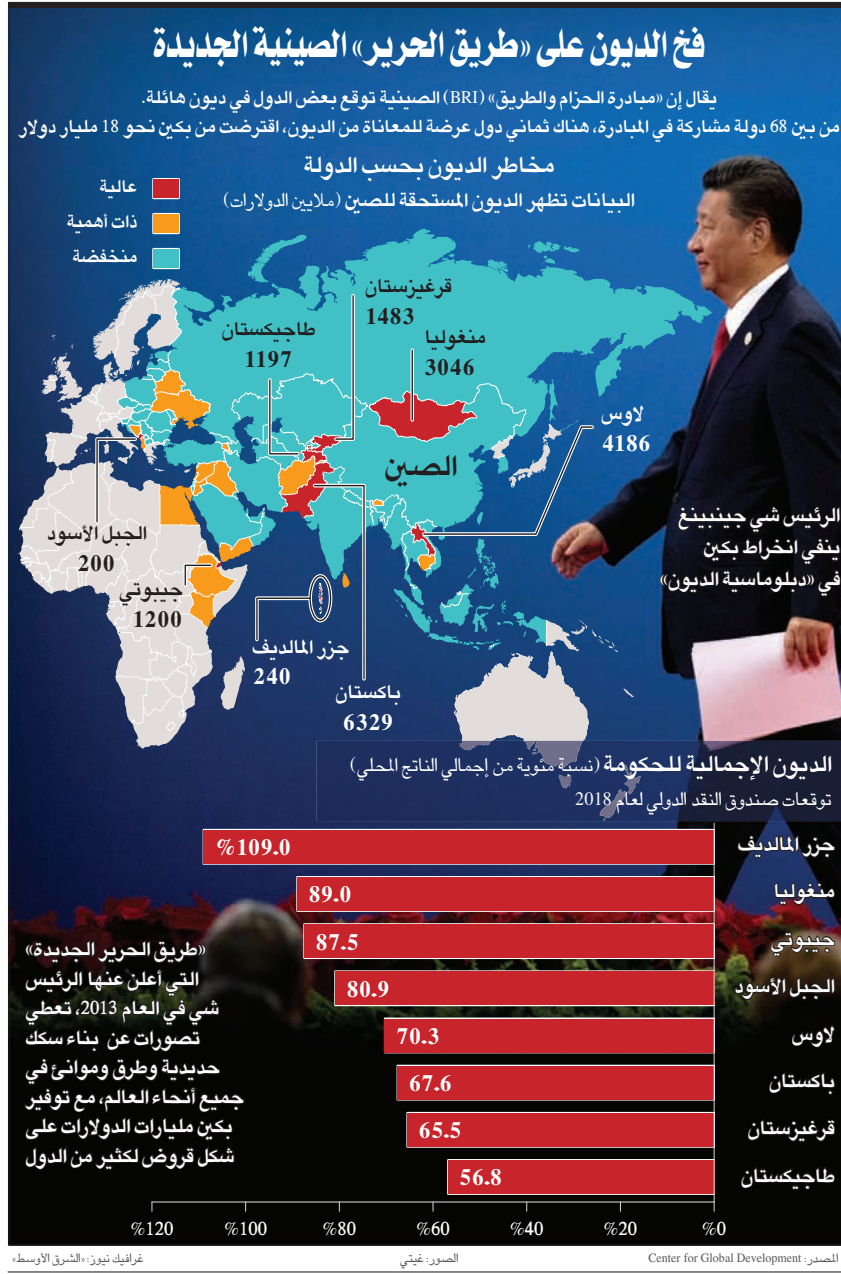 فخ الديون على «طريق الحرير» الصينية الجديدة
يقال إن «مبادرة الحزام والطريق» (BRI) الصينية توقع بعض الدول في ديون هائلة.
من بين 68 دولة مشاركة في المبادرة، هناك ثماني دول عرضة للمعاناة من الديون، اقترضت من بكين نحو 18 مليار دولار
مخاطر الديون بحسب الدولة
البيانات تظهر الديون المستحقة للصين (ملايين الدولارات)
عالية
ذات أهمية
منخفضة
قرغيزستان
1483
طاجيكستان
1197
منغوليا
3046
لاوس
4186
الصين
الجبل الأسود
200
جيبوتي
1200
جزر المالديف
240
باكستان
6329
الرئيس شي جينبينغ
ينفي انخراط بكين
في «دبلوماسية الديون»
الديون الإجمالية للحكومة (نسبة مئوية من إجمالي الناتج المحلي)
توقعات صندوق النقد الدولي لعام 2018
جزر المالديف %109.0
منغوليا 89.0
جيبوتي 87.5
الجبل الأسود 80.9
لاوس 70.3
باكستان 67.6
قرغيزستان 65.5
طاجيكستان 56.8
%0 %20 %40 %60 %80 %100 %120
«طريق الحرير الجديدة»
التي أعلن عنها الرئيس
شي في العام 2013، تعطي
تصورات عن بناء سكك
حديدية وطرق وموانئ في
جميع أنحاء العالم، مع توفير
بكين مليارات الدولارات على
شكل قروض لكثير من الدول
المصدر: Center for Global Development
الصور: غيتي
غرافيك نيوز: «الشرق الأوسط»